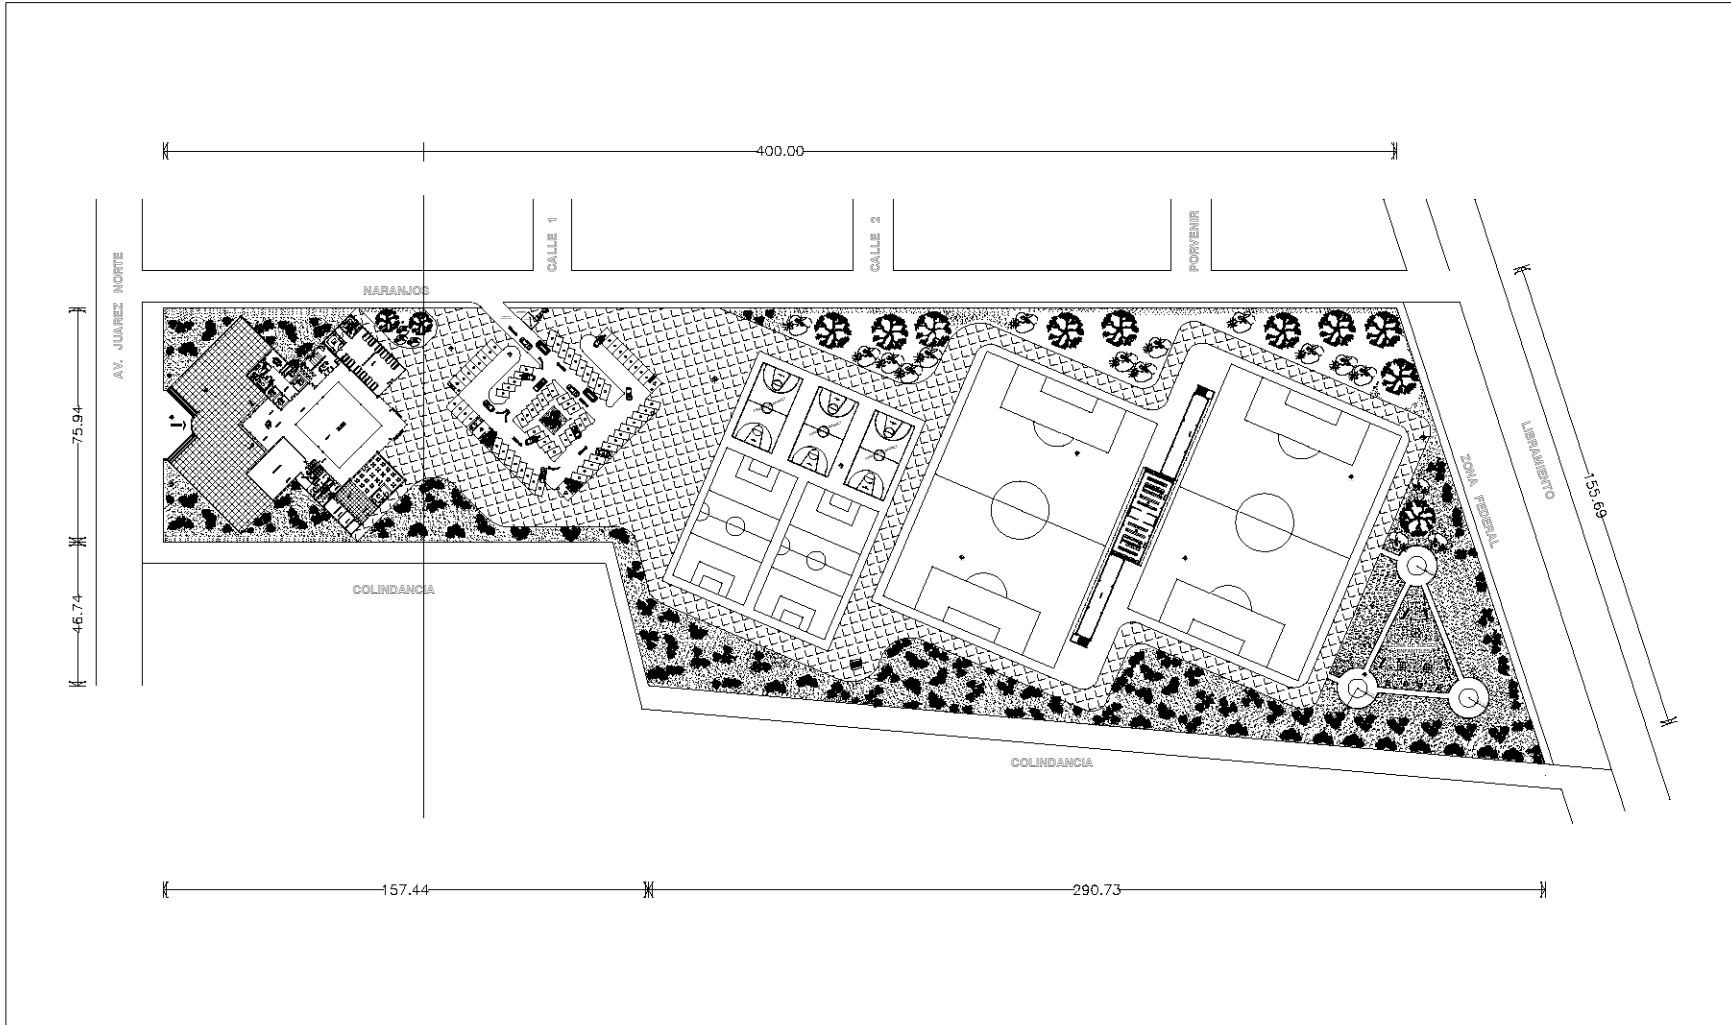 400.00
AV. JUAREZ NORTE
CALLE 1
CALLE 2
PORVENIR
NARANJOS
75.94
46.74
LIBRAMIENTO
155.69
ZONA FEDERAL
COLINDANCIA
COLINDANCIA
157.44
290.73